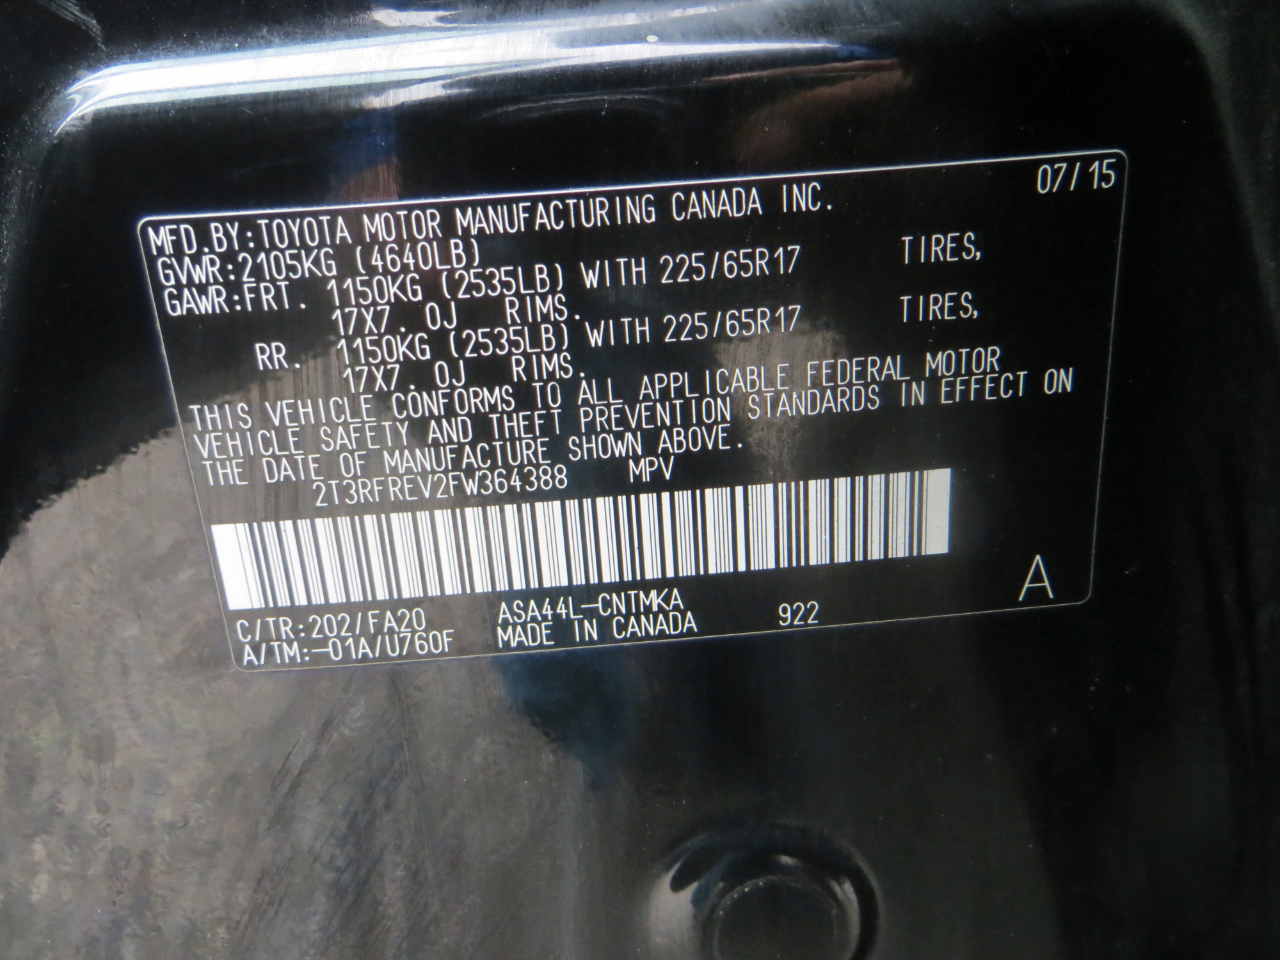 07/15
MFD.BY:TOYOTA MOTOR MANUFACTURING CANADA INC.
GVWR:2105KG (4640LB)
GAWR:FRT. 1150KG (2535LB) WITH 225/65R17 TIRES,
17X7.0J RIMS.
RR. 1150KG (2535LB) WITH 225/65R17 TIRES,
17X7.0J RIMS.
THIS VEHICLE CONFORMS TO ALL APPLICABLE FEDERAL MOTOR
VEHICLE SAFETY AND THEFT PREVENTION STANDARDS IN EFFECT ON
THE DATE OF MANUFACTURE SHOWN ABOVE.
2T3RFREV2FW364388 MPV
C/TR:202/FA20 ASA44L-CNTMKA 922 A
A/TM:-01A/U760F MADE IN CANADA